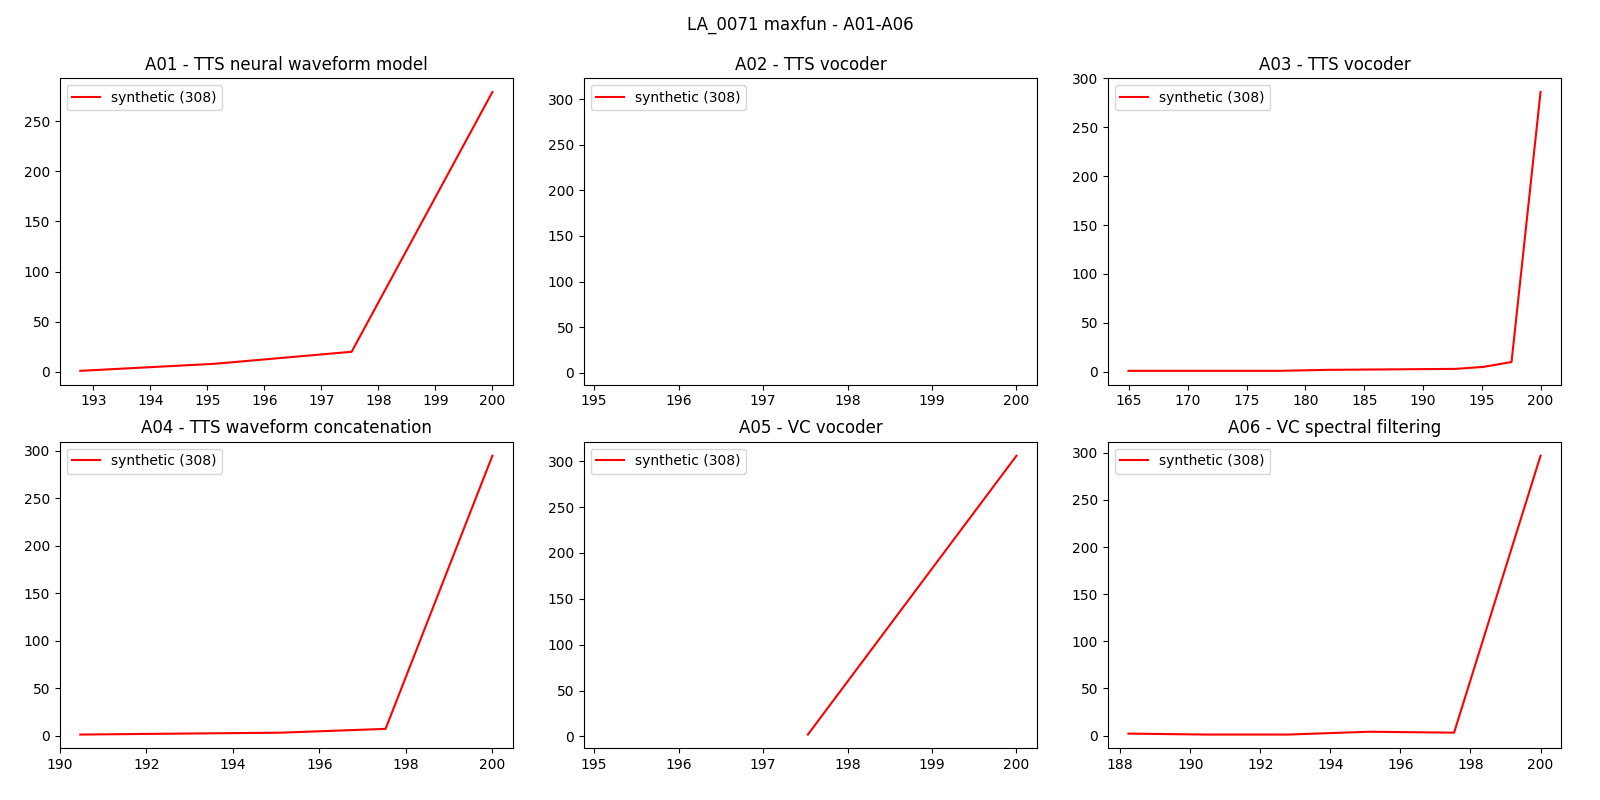 LA_0071 maxfun - A01-A06
A01 - TTS neural waveform model
synthetic (308)
250
200
150
100
50
0
193 194 195 196 197 198 199 200
A02 - TTS vocoder
synthetic (308)
300
250
200
150
100
50
0
195 196 197 198 199 200
A03 - TTS vocoder
synthetic (308)
300
250
200
150
100
50
0
165 170 175 180 185 190 195 200
A04 - TTS waveform concatenation
synthetic (308)
300
250
200
150
100
50
0
190 192 194 196 198 200
A05 - VC vocoder
synthetic (308)
300
250
200
150
100
50
0
195 196 197 198 199 200
A06 - VC spectral filtering
synthetic (308)
300
250
200
150
100
50
0
188 190 192 194 196 198 200